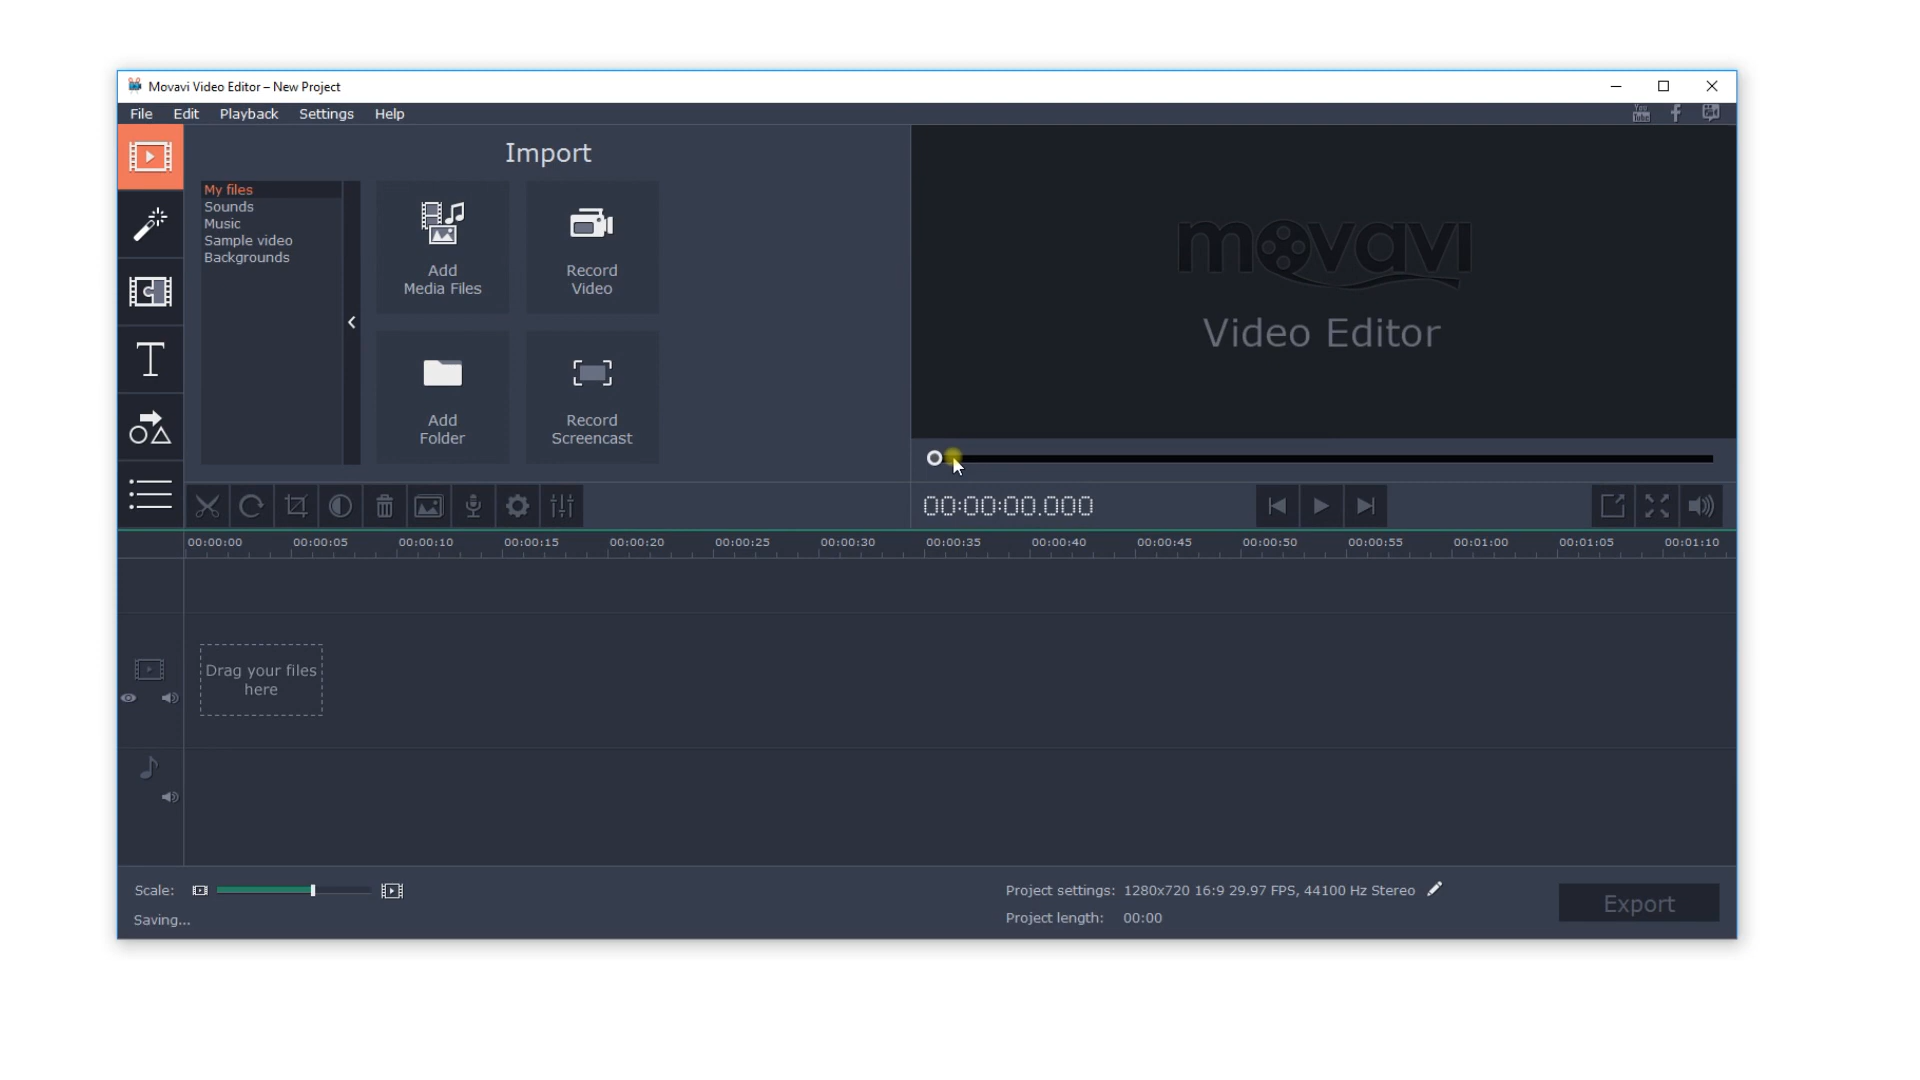 Movavi Video Editor – New Project
File Edit Playback Settings Help
You Tube
Import
My files
Sounds
Music
Sample video
Backgrounds
Add
Media Files
Record
Video
Add
Folder
Record
Screencast
movavi
Video Editor
00:00:00.000
00:00:00 00:00:05 00:00:10 00:00:15 00:00:20 00:00:25 00:00:30 00:00:35 00:00:40 00:00:45 00:00:50 00:00:55 00:01:00 00:01:05 00:01:10
Drag your files
here
Scale:
Saving...
Project settings: 1280x720 16:9 29.97 FPS, 44100 Hz Stereo
Project length: 00:00
Export